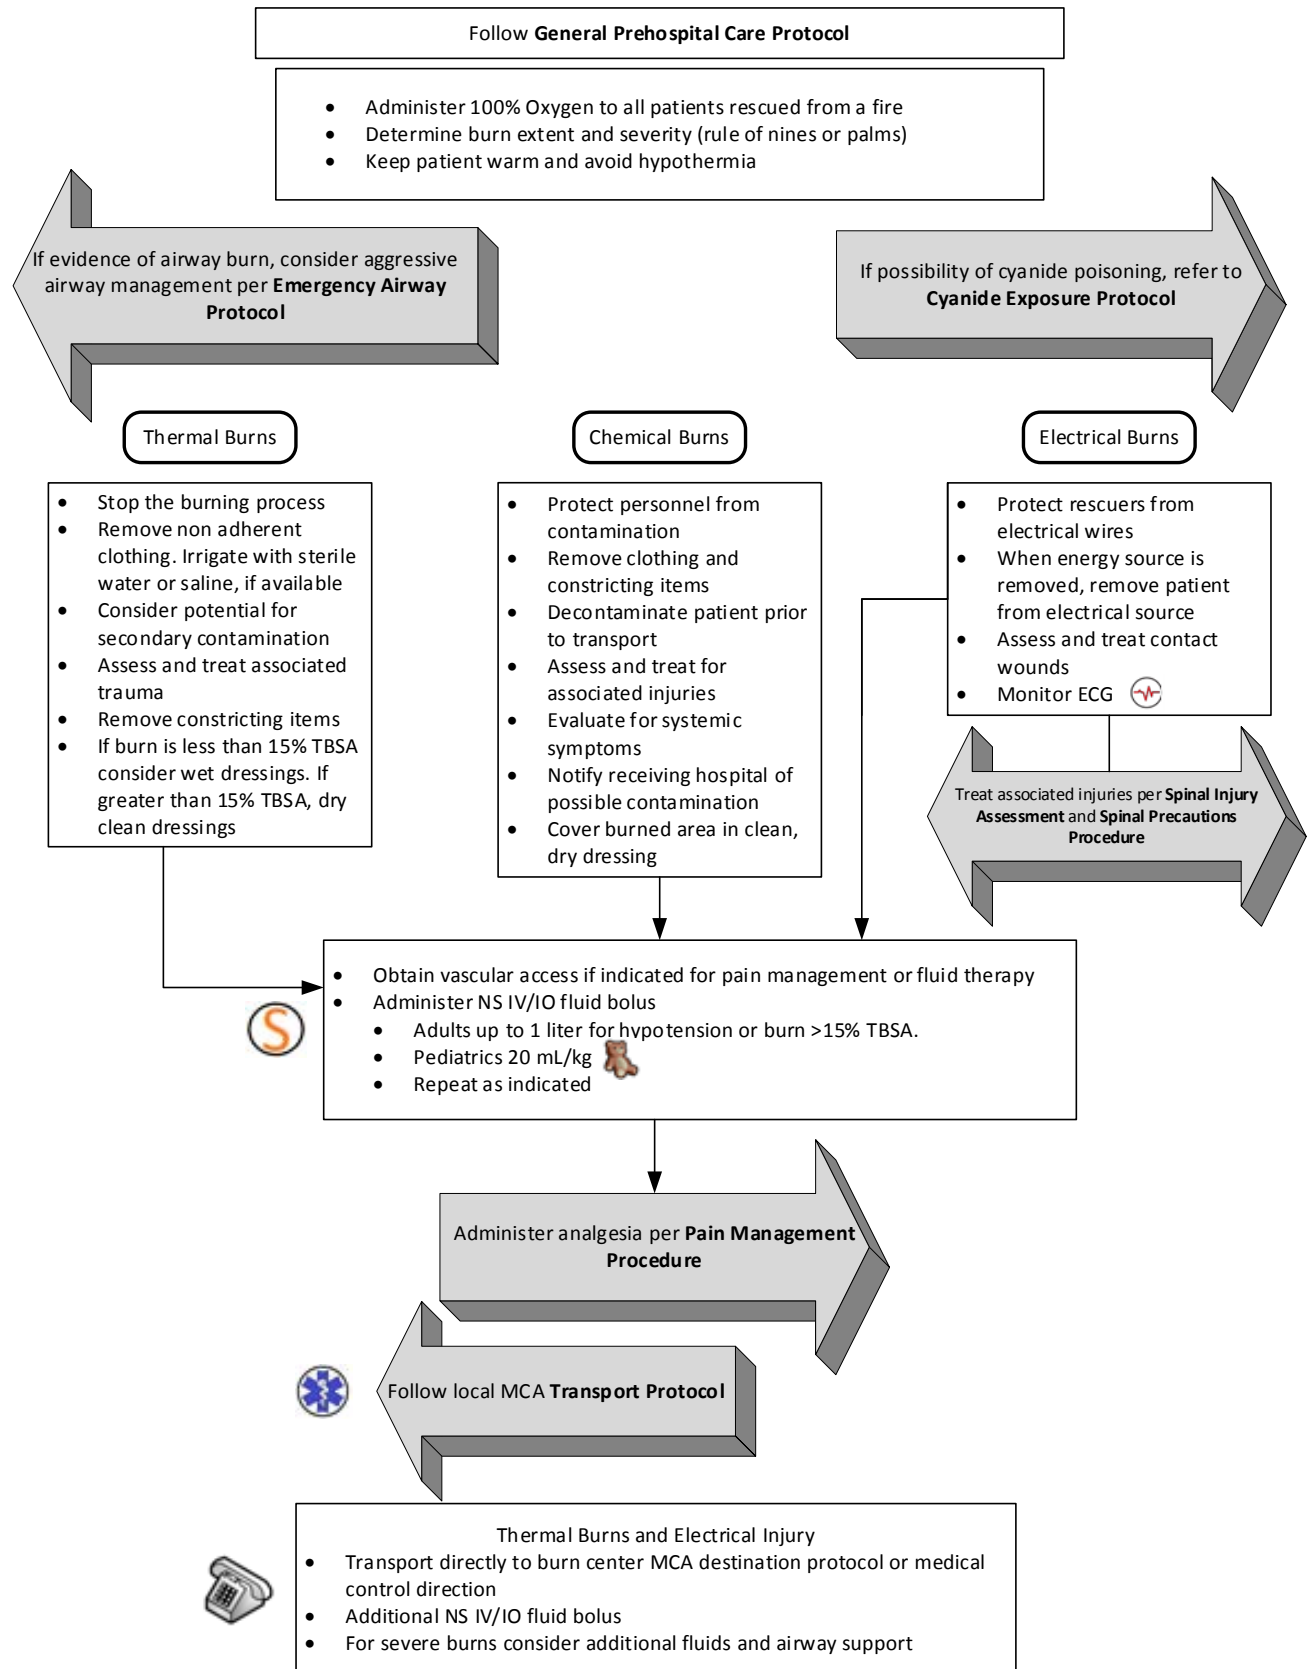 Follow General Prehospital Care Protocol
• Administer 100% Oxygen to all patients rescued from a fire
• Determine burn extent and severity (rule of nines or palms)
• Keep patient warm and avoid hypothermia
If evidence of airway burn, consider aggressive
airway management per Emergency Airway
Protocol
If possibility of cyanide poisoning, refer to
Cyanide Exposure Protocol
Thermal Burns
• Stop the burning process
• Remove non adherent
clothing. Irrigate with sterile
water or saline, if available
• Consider potential for
secondary contamination
• Assess and treat associated
trauma
• Remove constricting items
• If burn is less than 15% TBSA
consider wet dressings. If
greater than 15% TBSA, dry
clean dressings
Chemical Burns
• Protect personnel from
contamination
• Remove clothing and
constricting items
• Decontaminate patient prior
to transport
• Assess and treat for
associated injuries
• Evaluate for systemic
symptoms
• Notify receiving hospital of
possible contamination
• Cover burned area in clean,
dry dressing
Electrical Burns
• Protect rescuers from
electrical wires
• When energy source is
removed, remove patient
from electrical source
• Assess and treat contact
wounds
• Monitor ECG
Treat associated injuries per Spinal Injury
Assessment and Spinal Precautions
Procedure
S
• Obtain vascular access if indicated for pain management or fluid therapy
• Administer NS IV/IO fluid bolus
• Adults up to 1 liter for hypotension or burn >15% TBSA.
• Pediatrics 20 mL/kg
• Repeat as indicated
Administer analgesia per Pain Management
Procedure
Follow local MCA Transport Protocol
Thermal Burns and Electrical Injury
• Transport directly to burn center MCA destination protocol or medical
control direction
• Additional NS IV/IO fluid bolus
• For severe burns consider additional fluids and airway support